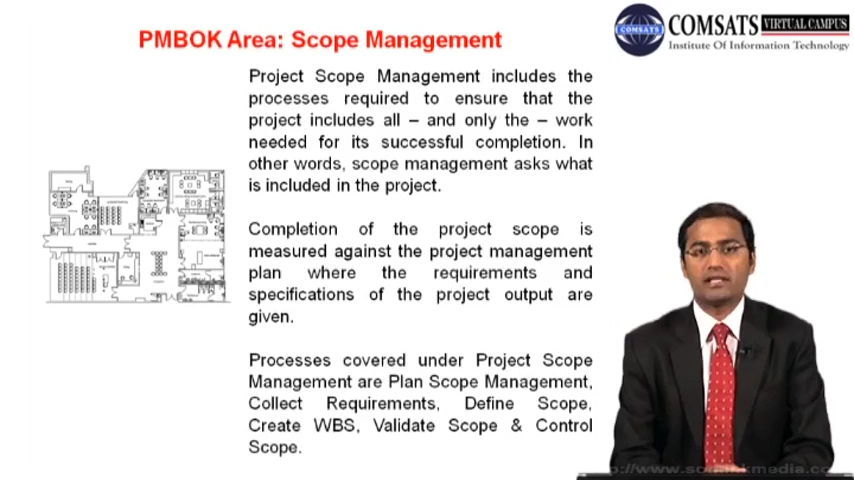 PMBOK Area: Scope Management
COMSATS VIRTUAL CAMPUS
Institute Of Information Technology
COMSATS
Project Scope Management includes the
processes required to ensure that the
project includes all – and only the – work
needed for its successful completion. In
other words, scope management asks what
is included in the project.
Completion of the project scope is
measured against the project management
plan where the requirements and
specifications of the project output are
given.
Processes covered under Project Scope
Management are Plan Scope Management,
Collect Requirements, Define Scope,
Create WBS, Validate Scope & Control
Scope.